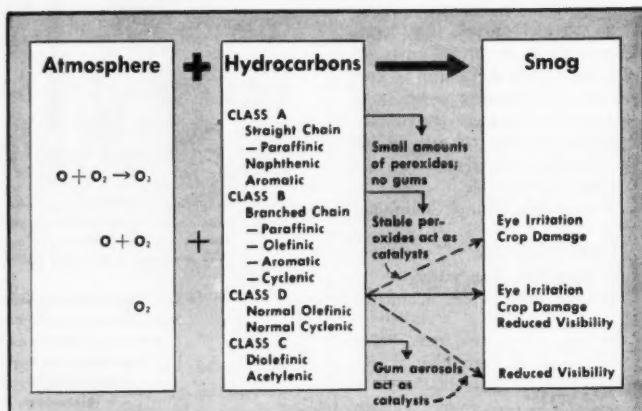 Atmosphere + Hydrocarbons Smog
O + O₂ → O₃
O + O₂
O₂
+
CLASS A
Straight Chain
— Paraffinic
Naphthenic
Aromatic
CLASS B
Branched Chain
— Paraffinic
— Olefinic
— Aromatic
— Cyclenic
CLASS D
Normal Olefinic
Normal Cyclenic
CLASS C
Diolefinic
Acetylenic
Small amounts
of peroxides;
no gums
Stable per-
oxides act as
catalysts
Gum aerosols
act as
catalysts
Eye Irritation
Crop Damage
Eye Irritation
Crop Damage
Reduced Visibility
Reduced Visibility